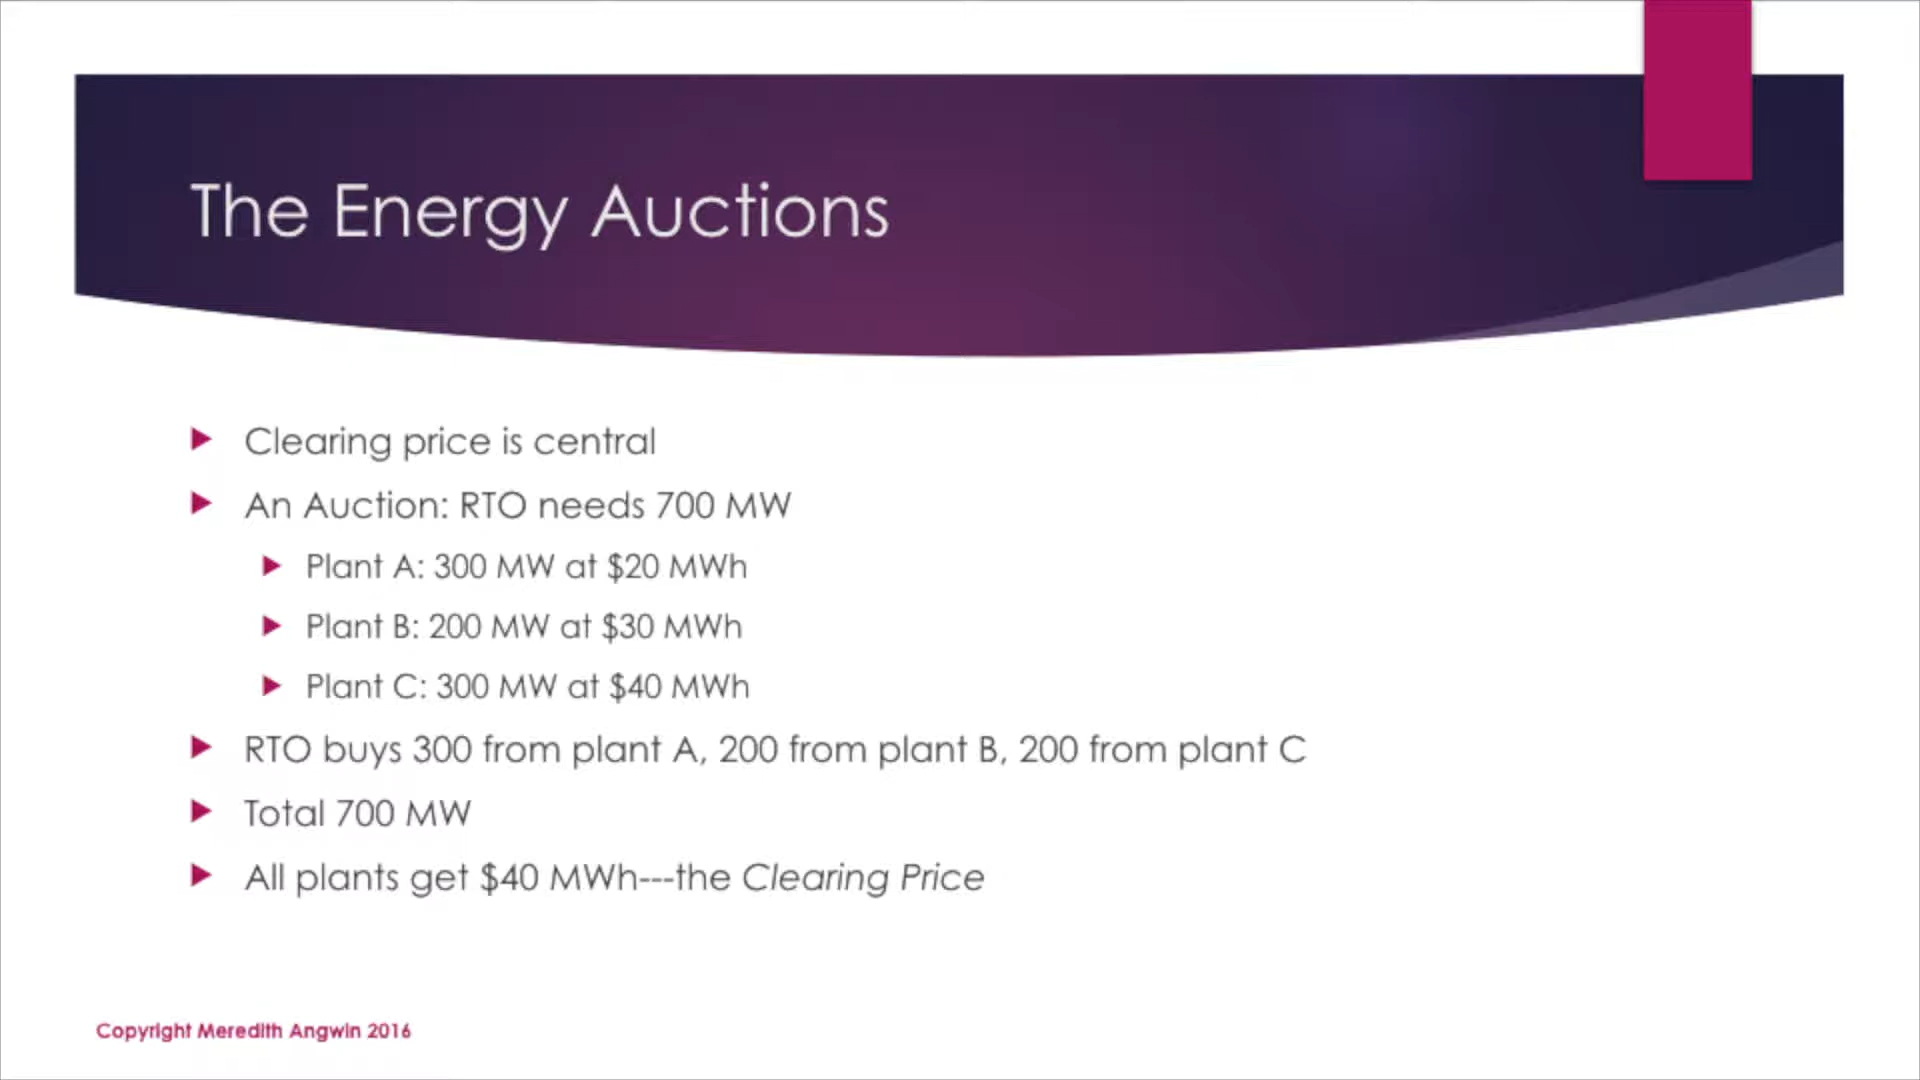 The Energy Auctions
Clearing price is central
An Auction: RTO needs 700 MW
Plant A: 300 MW at $20 MWh
Plant B: 200 MW at $30 MWh
Plant C: 300 MW at $40 MWh
RTO buys 300 from plant A, 200 from plant B, 200 from plant C
Total 700 MW
All plants get $40 MWh---the Clearing Price
Copyright Meredith Angwin 2016